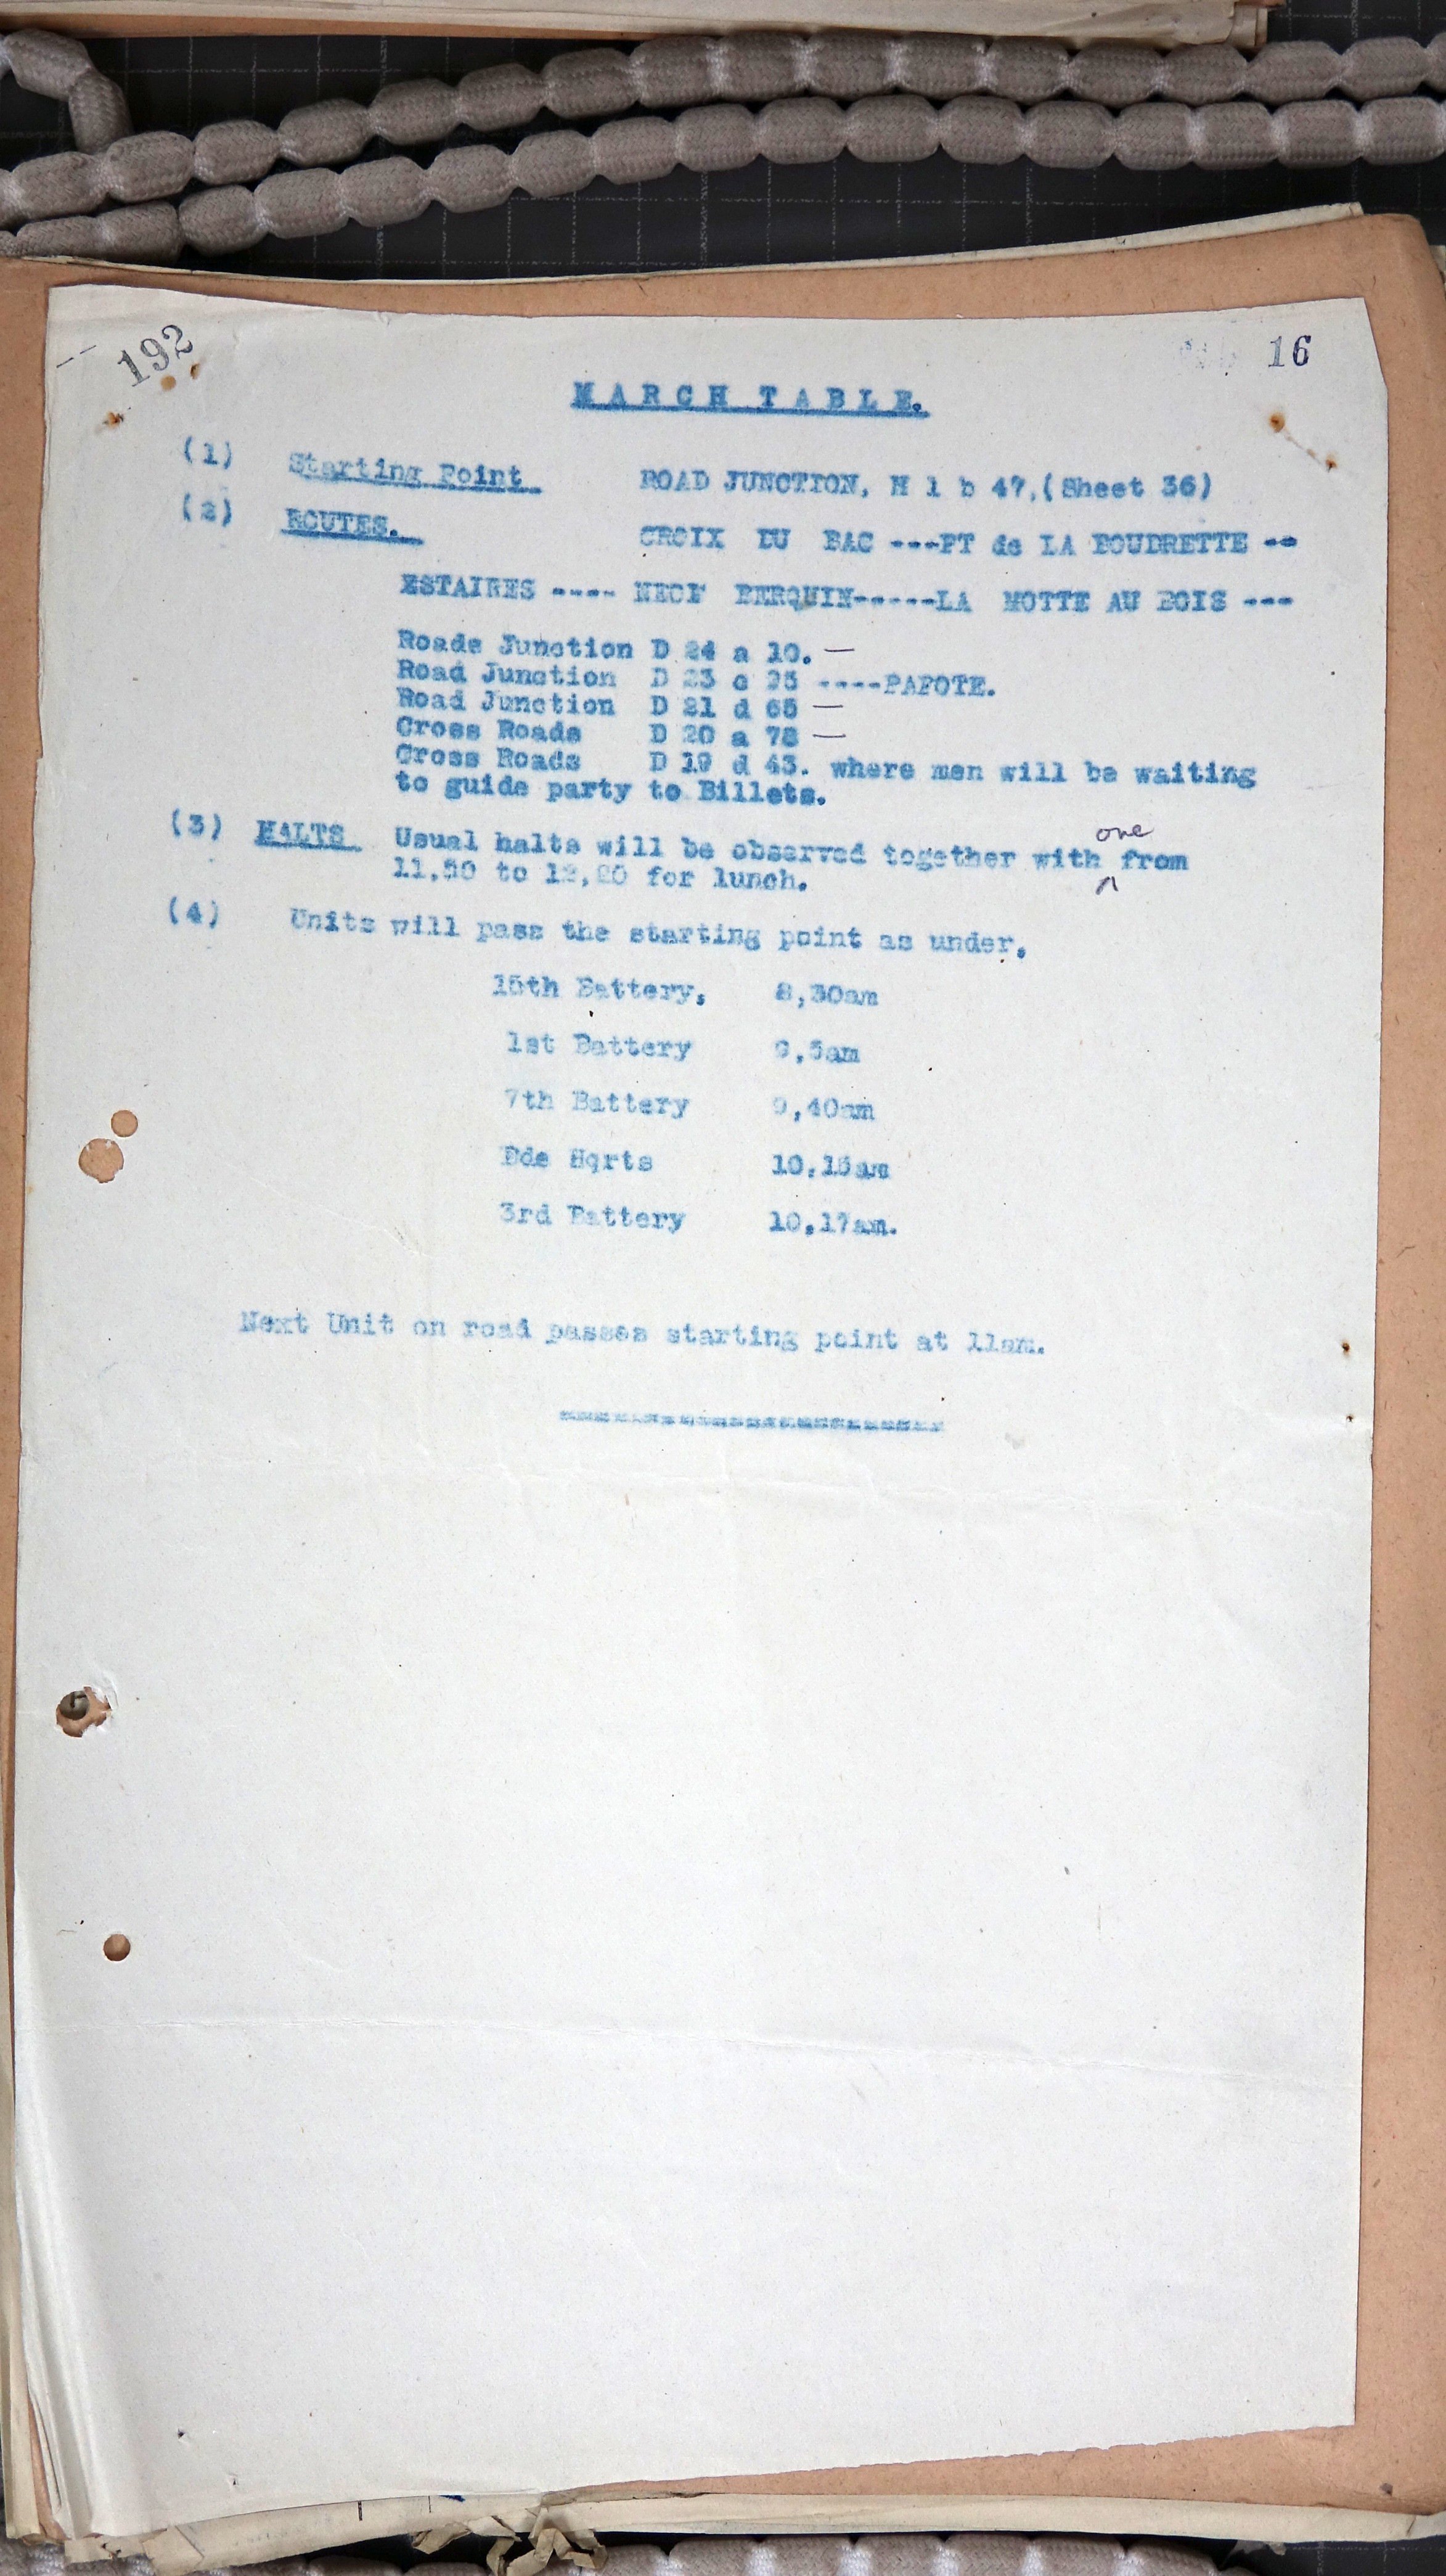 192
16
MARCH TABLE.
(1) Starting Point ROAD JUNCTION, H 1 b 47,(Sheet 36)
(2) ROUTES. CROIX DU BAC ---PT de LA BOUDRETTE --
ESTAIRES ---- NEUF BERQUIN-----LA MOTTE AU BOIS ---
Roads Junction D 24 a 10. —
Road Junction D 23 c 25 ----PAPOTE.
Road Junction D 21 d 65 —
Cross Roads D 20 a 78 —
Cross Roads D 19 d 43. where men will be waiting
to guide party to Billets.
(3) HALTS Usual halts will be observed together with one from
11,50 to 12,20 for lunch.
(4) Units will pass the starting point as under.
15th Battery, 8,30am
1st Battery 9,5am
7th Battery 9,40am
Bde Hqrts 10,15am
3rd Battery 10,17am.
Next Unit on road passes starting point at 11am.